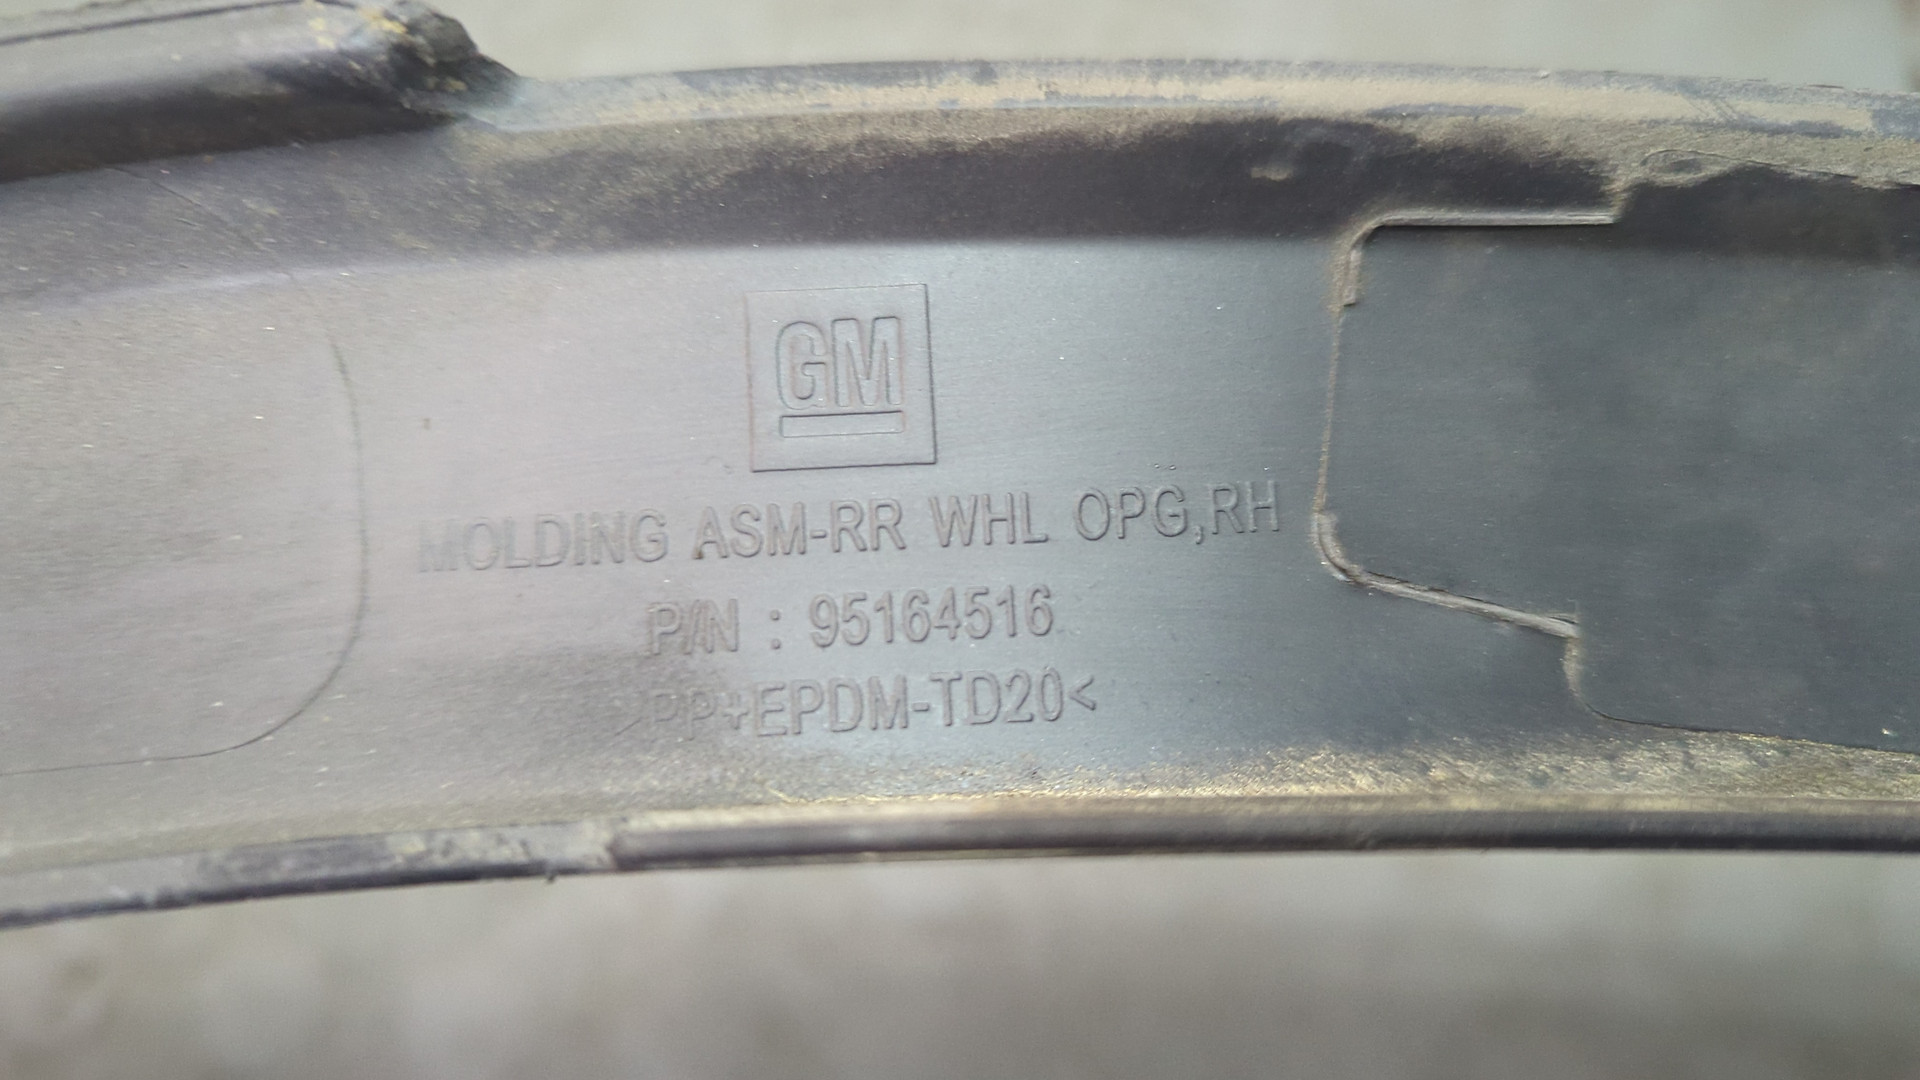 GM
MOLDING ASM-RR WHL OPG,RH
P/N : 95164516
>PP+EPDM-TD20<